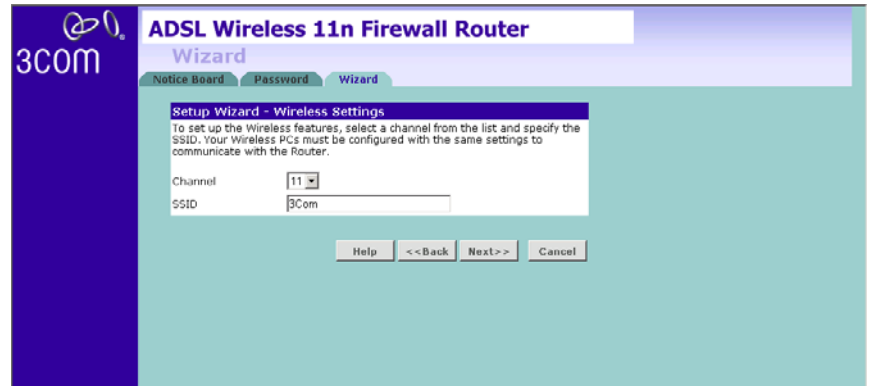 3COM
ADSL Wireless 11n Firewall Router
Wizard
Notice Board Password Wizard
Setup Wizard - Wireless Settings
To set up the Wireless features, select a channel from the list and specify the
SSID. Your Wireless PCs must be configured with the same settings to
communicate with the Router.
Channel 11
SSID 3Com
Help <<Back Next>> Cancel